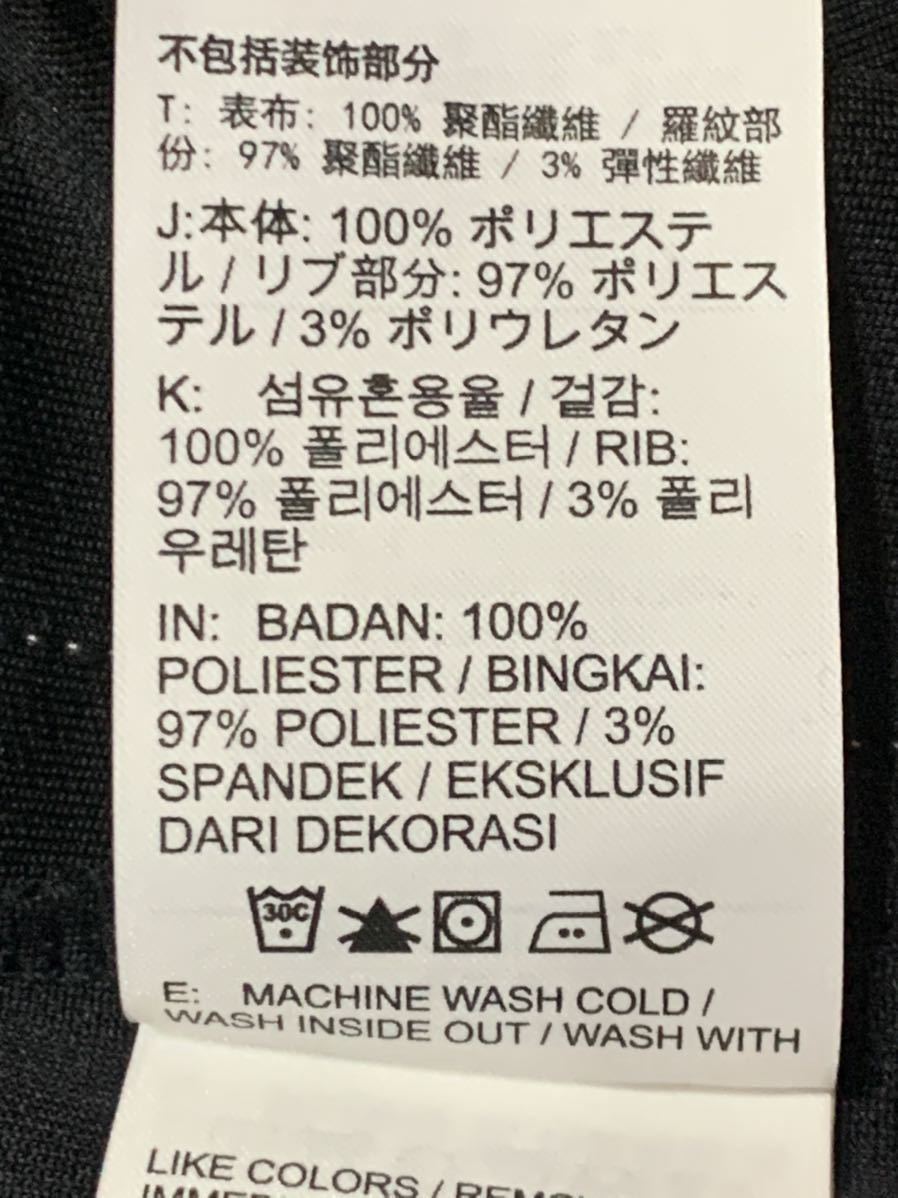 不包括装饰部分
T: 表布: 100% 聚酯纖維 / 羅紋部
份: 97% 聚酯纖維 / 3% 彈性纖維
J:本体: 100% ポリエステ
ル / リブ部分: 97% ポリエス
テル / 3% ポリウレタン
K: 섬유혼용율 / 겉감:
100% 폴리에스터 / RIB:
97% 폴리에스터 / 3% 폴리
우레탄
IN: BADAN: 100%
POLIESTER / BINGKAI:
97% POLIESTER / 3%
SPANDEK / EKSKLUSIF
DARI DEKORASI
30C
E: MACHINE WASH COLD /
WASH INSIDE OUT / WASH WITH
LIKE COLORS /